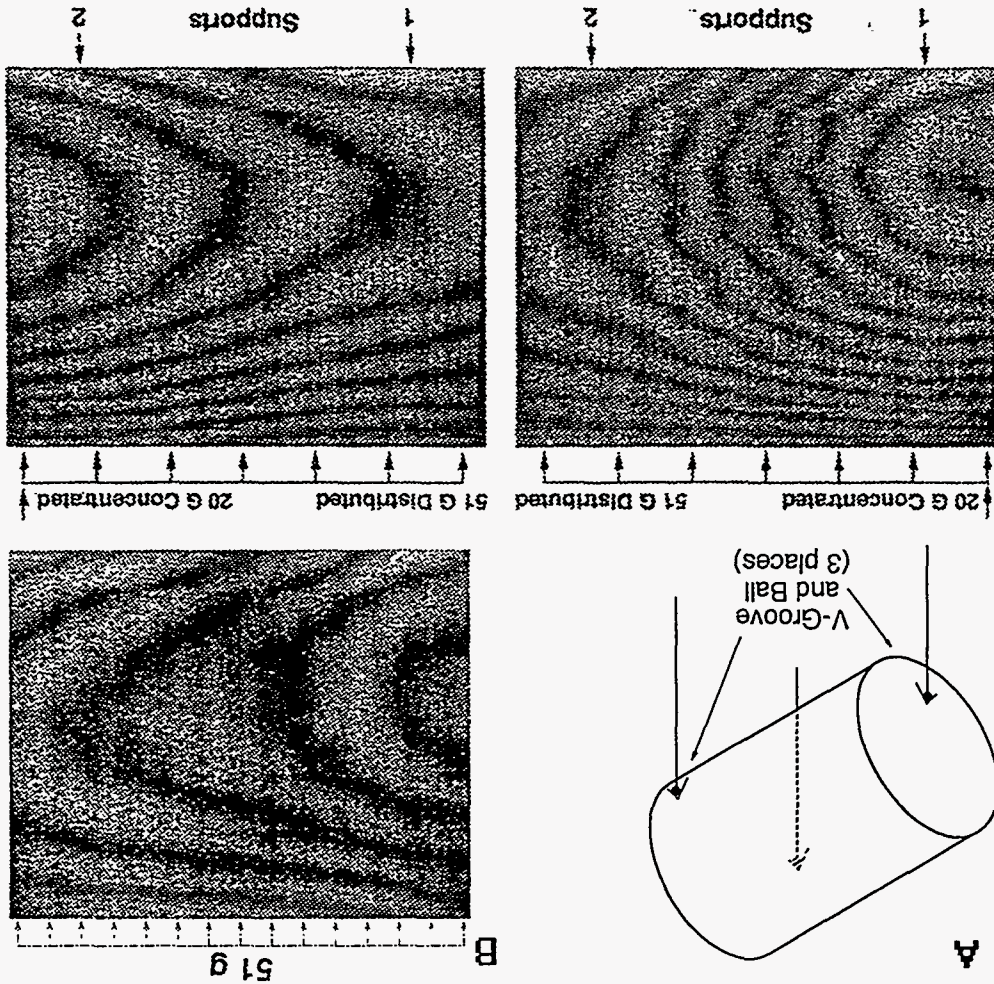 A
V-Groove
and Ball
(3 places)
B
51 g
20 G Concentrated
51 G Distributed
51 G Distributed
20 G Concentrated
1
Supports
2
1
Supports
2